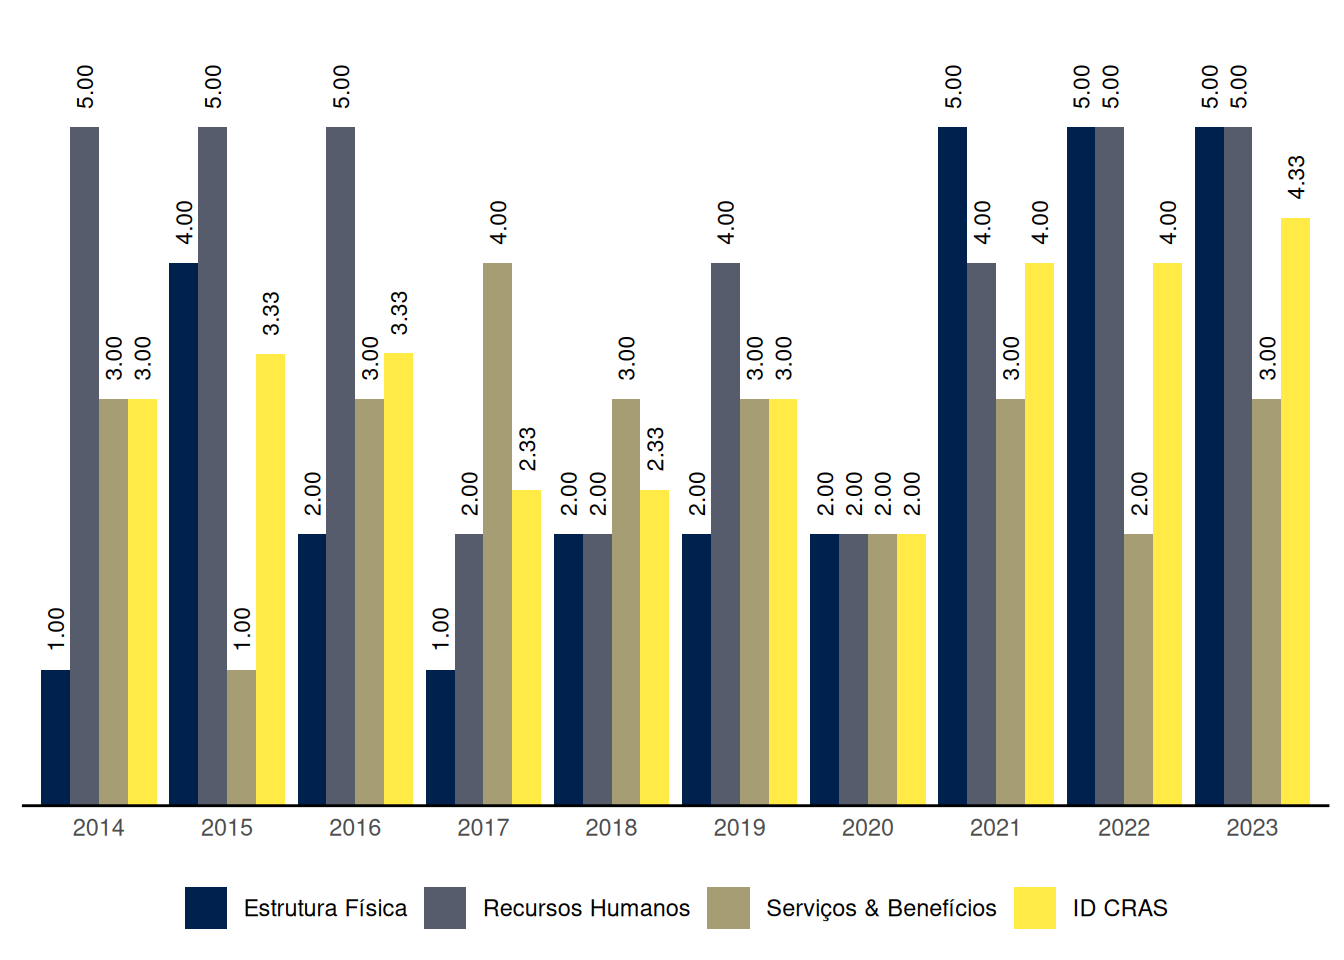 1.00 5.00 3.00 3.00 4.00 5.00 1.00 3.33 2.00 5.00 3.00 3.33 1.00 2.00 4.00 2.33 2.00 2.00 3.00 2.33 2.00 4.00 3.00 3.00 2.00 2.00 2.00 2.00 5.00 4.00 3.00 4.00 5.00 5.00 2.00 4.00 5.00 5.00 3.00 4.33
2014 2015 2016 2017 2018 2019 2020 2021 2022 2023
Estrutura Física Recursos Humanos Serviços & Benefícios ID CRAS